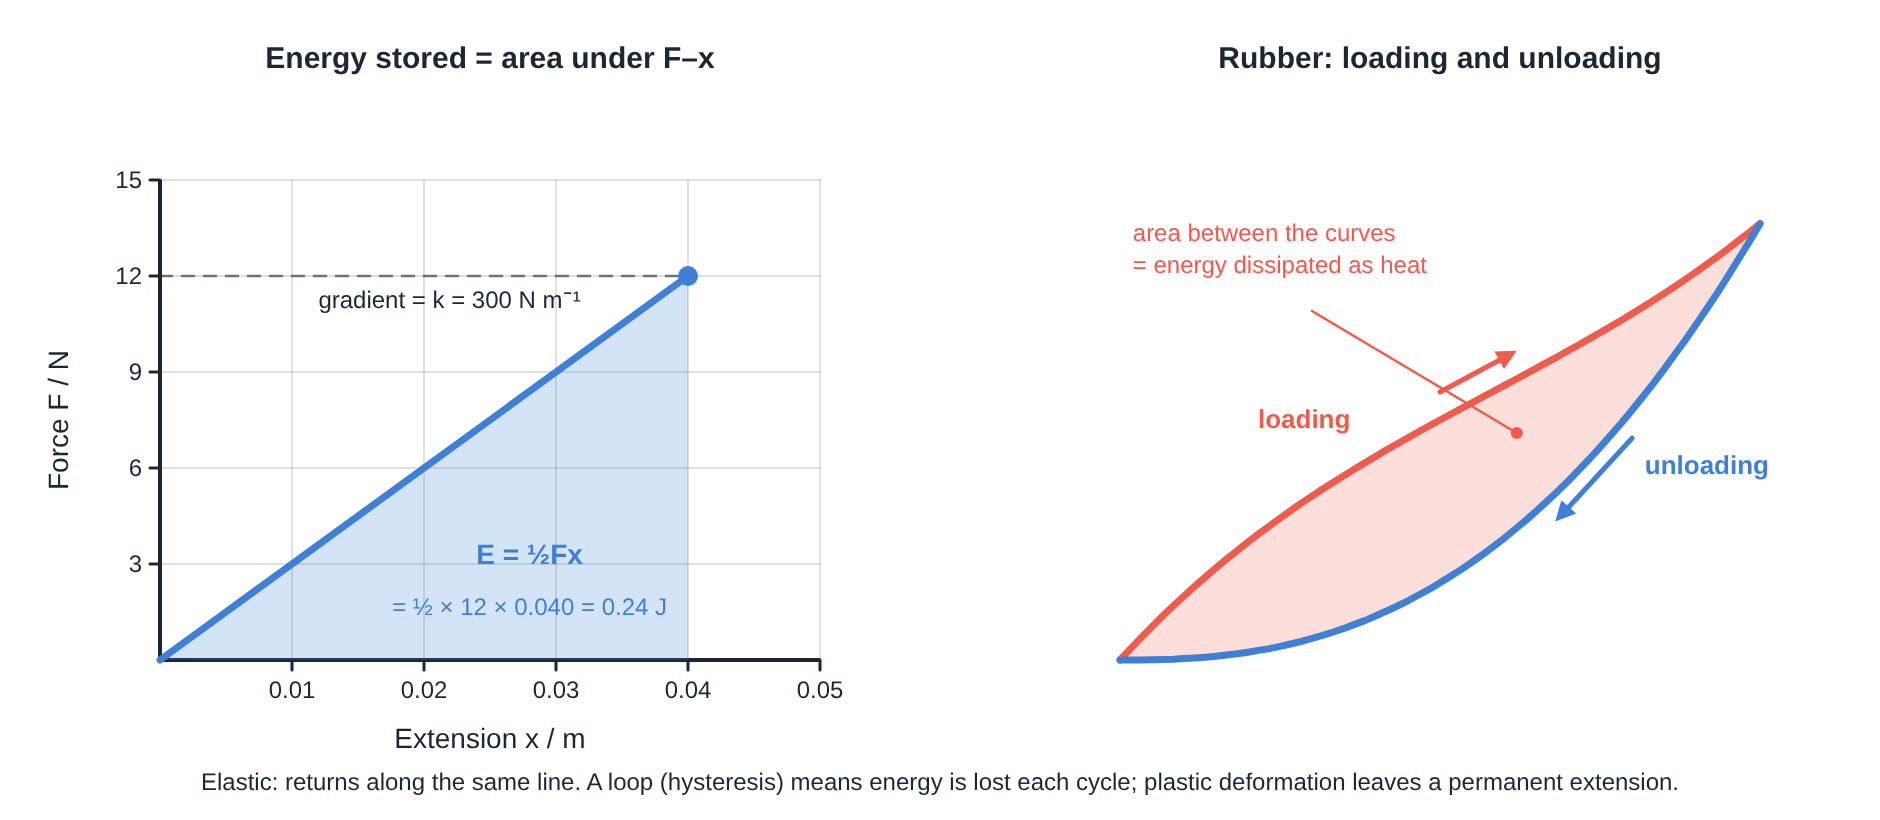 Energy stored = area under F–x
15
12
9
6
3
gradient = k = 300 N m⁻¹
E = ½Fx
= ½ × 12 × 0.040 = 0.24 J
Force F / N
0.01 0.02 0.03 0.04 0.05
Extension x / m
Rubber: loading and unloading
area between the curves
= energy dissipated as heat
loading
unloading
Elastic: returns along the same line. A loop (hysteresis) means energy is lost each cycle; plastic deformation leaves a permanent extension.